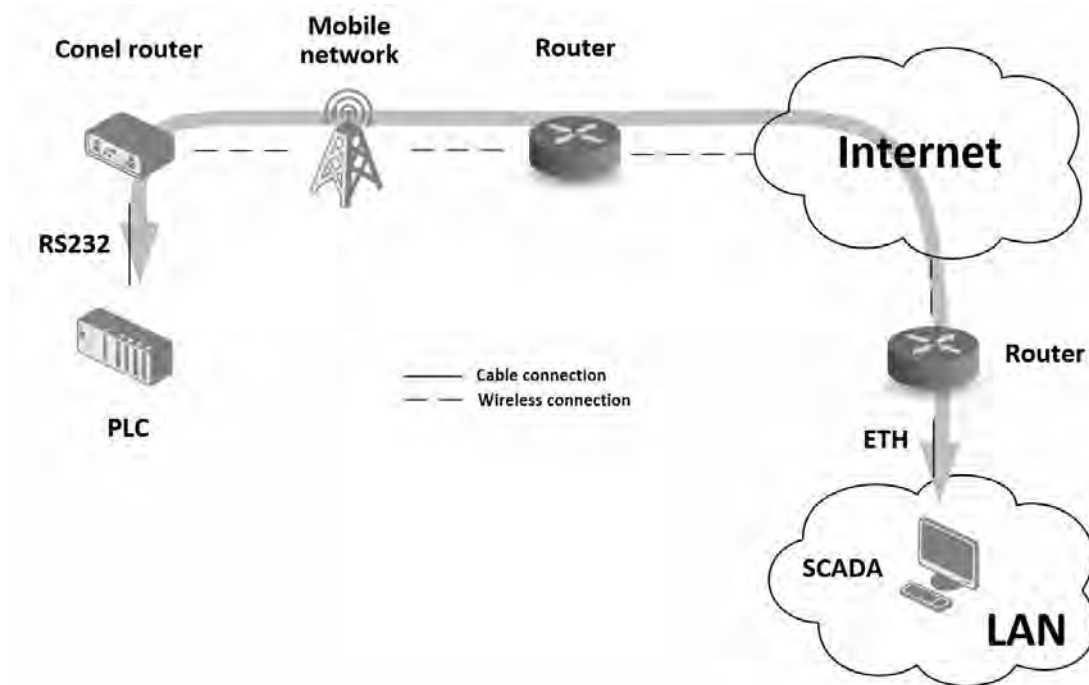 Conel router
Mobile
network
Router
Internet
RS232
Router
PLC
Cable connection
Wireless connection
ETH
SCADA
LAN